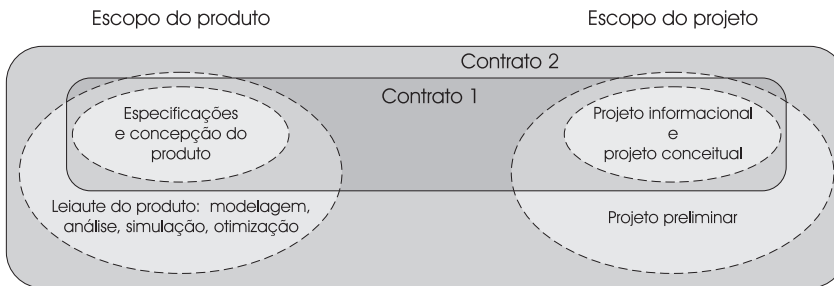 Escopo do produto
Escopo do projeto
Contrato 2
Contrato 1
Especificações
e concepção do
produto
Projeto informacional
e
projeto conceitual
Leiaute do produto: modelagem,
análise, simulação, otimização
Projeto preliminar